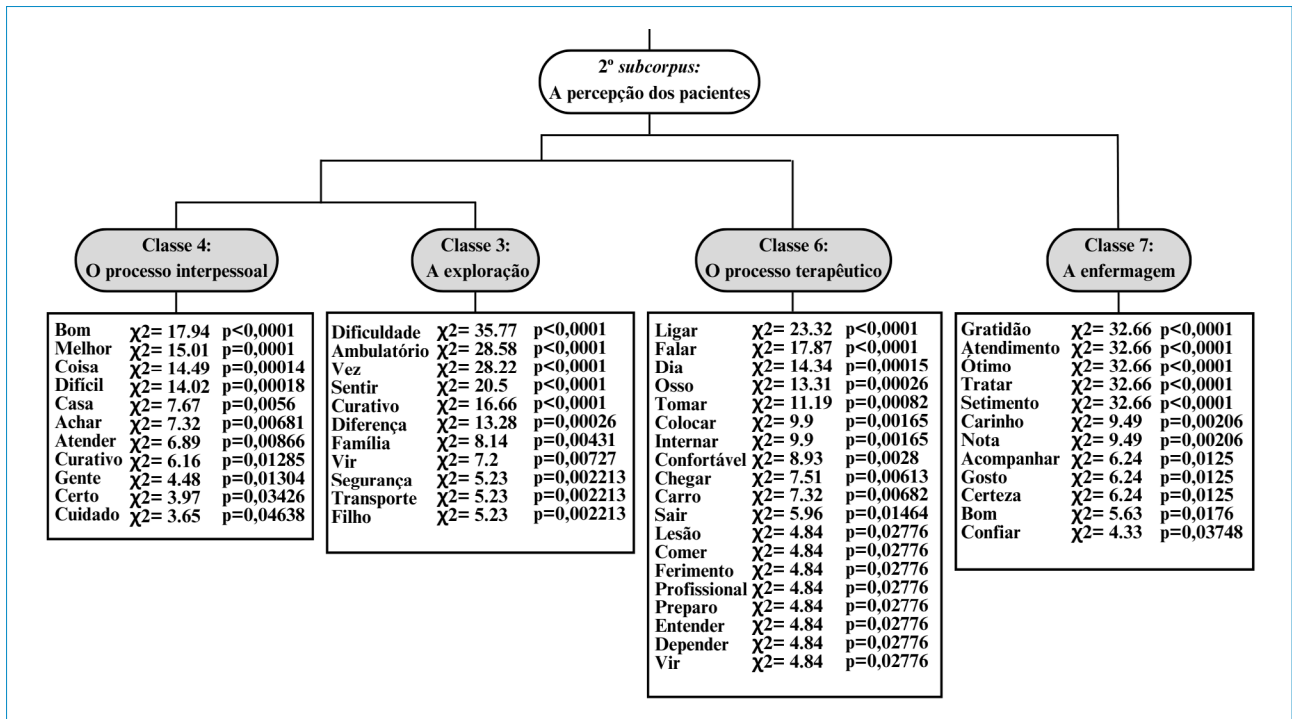 2º subcorpus:
A percepção dos pacientes
Classe 4:
O processo interpessoal
Bom χ2= 17.94 p<0,0001
Melhor χ2= 15.01 p=0,0001
Coisa χ2= 14.49 p=0,00014
Difícil χ2= 14.02 p=0,00018
Casa χ2= 7.67 p=0,0056
Achar χ2= 7.32 p=0,00681
Atender χ2= 6.89 p=0,00866
Curativo χ2= 6.16 p=0,01285
Gente χ2= 4.48 p=0,01304
Certo χ2= 3.97 p=0,03426
Cuidado χ2= 3.65 p=0,04638
Classe 3:
A exploração
Dificuldade χ2= 35.77 p<0,0001
Ambulatório χ2= 28.58 p<0,0001
Vez χ2= 28.22 p<0,0001
Sentir χ2= 20.5 p<0,0001
Curativo χ2= 16.66 p<0,0001
Diferença χ2= 13.28 p=0,00026
Família χ2= 8.14 p=0,00431
Vir χ2= 7.2 p=0,00727
Segurança χ2= 5.23 p=0,002213
Transporte χ2= 5.23 p=0,002213
Filho χ2= 5.23 p=0,002213
Classe 6:
O processo terapêutico
Ligar χ2= 23.32 p<0,0001
Falar χ2= 17.87 p<0,0001
Dia χ2= 14.34 p=0,00015
Osso χ2= 13.31 p=0,00026
Tomar χ2= 11.19 p=0,00082
Colocar χ2= 9.9 p=0,00165
Internar χ2= 9.9 p=0,00165
Confortável χ2= 8.93 p=0,0028
Chegar χ2= 7.51 p=0,00613
Carro χ2= 7.32 p=0,00682
Sair χ2= 5.96 p=0,01464
Lesão χ2= 4.84 p=0,02776
Comer χ2= 4.84 p=0,02776
Ferimento χ2= 4.84 p=0,02776
Profissional χ2= 4.84 p=0,02776
Preparo χ2= 4.84 p=0,02776
Entender χ2= 4.84 p=0,02776
Depender χ2= 4.84 p=0,02776
Vir χ2= 4.84 p=0,02776
Classe 7:
A enfermagem
Gratidão χ2= 32.66 p<0,0001
Atendimento χ2= 32.66 p<0,0001
Ótimo χ2= 32.66 p<0,0001
Tratar χ2= 32.66 p<0,0001
Setimento χ2= 32.66 p<0,0001
Carinho χ2= 9.49 p=0,00206
Nota χ2= 9.49 p=0,00206
Acompanhar χ2= 6.24 p=0,0125
Gosto χ2= 6.24 p=0,0125
Certeza χ2= 6.24 p=0,0125
Bom χ2= 5.63 p=0,0176
Confiar χ2= 4.33 p=0,03748